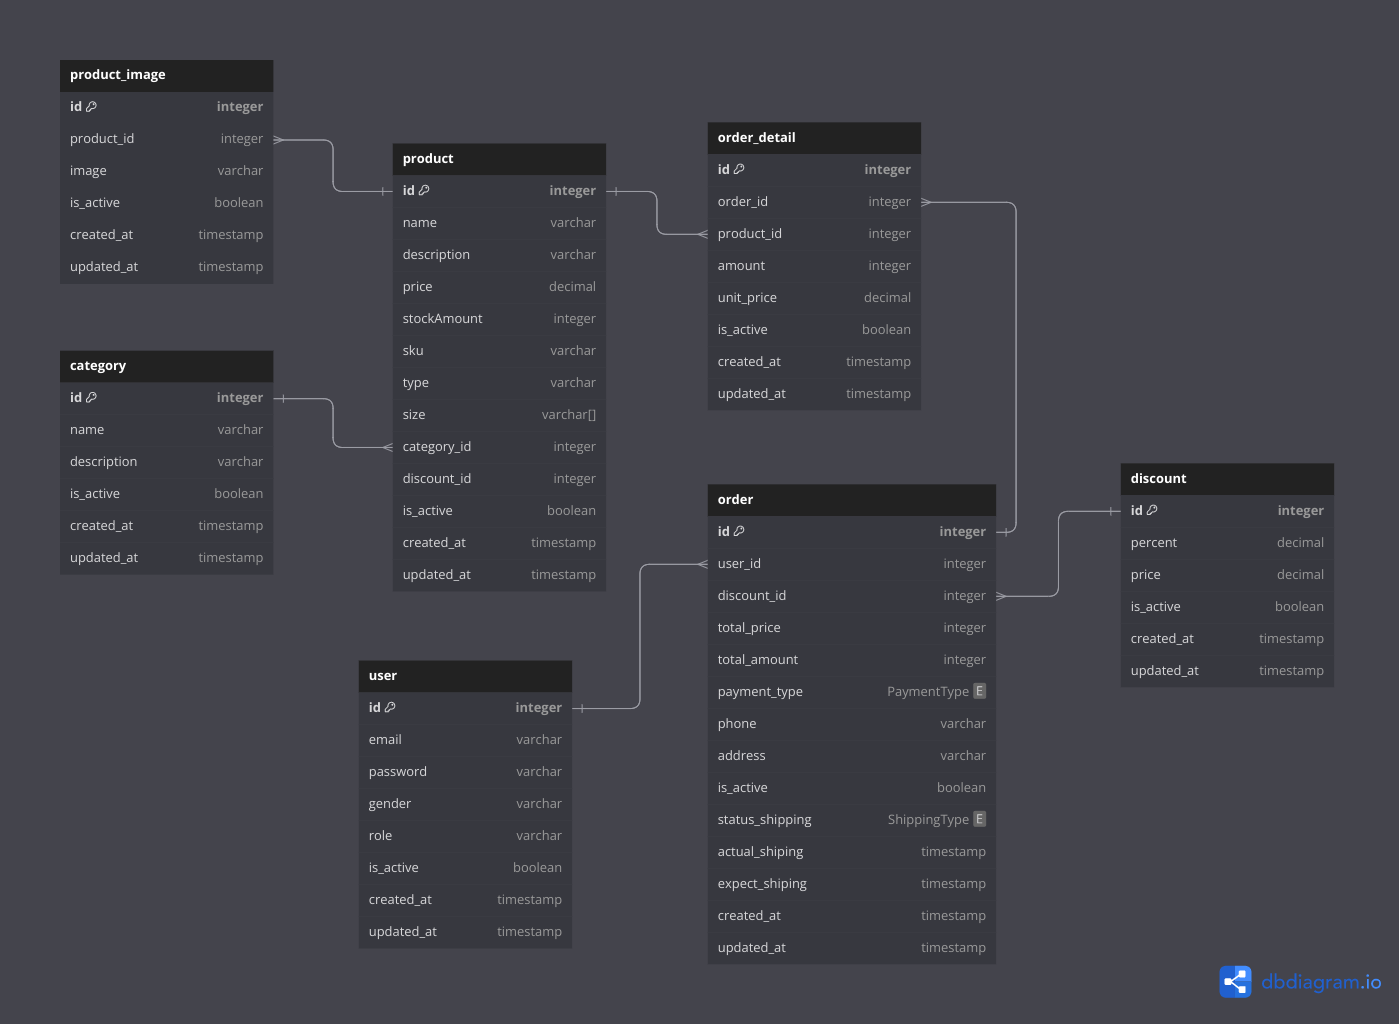 product_image
id integer
product_id integer
image varchar
is_active boolean
created_at timestamp
updated_at timestamp
category
id integer
name varchar
description varchar
is_active boolean
created_at timestamp
updated_at timestamp
product
id integer
name varchar
description varchar
price decimal
stockAmount integer
sku varchar
type varchar
size varchar[]
category_id integer
discount_id integer
is_active boolean
created_at timestamp
updated_at timestamp
user
id integer
email varchar
password varchar
gender varchar
role varchar
is_active boolean
created_at timestamp
updated_at timestamp
order_detail
id integer
order_id integer
product_id integer
amount integer
unit_price decimal
is_active boolean
created_at timestamp
updated_at timestamp
order
id integer
user_id integer
discount_id integer
total_price integer
total_amount integer
payment_type PaymentType E
phone varchar
address varchar
is_active boolean
status_shipping ShippingType E
actual_shiping timestamp
expect_shiping timestamp
created_at timestamp
updated_at timestamp
discount
id integer
percent decimal
price decimal
is_active boolean
created_at timestamp
updated_at timestamp
dbdiagram.io